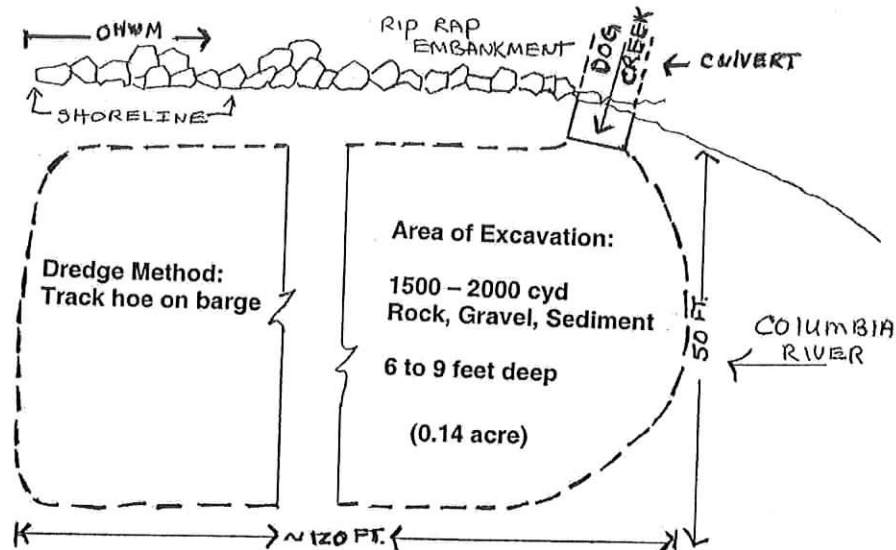 OHWM
RIP RAP
EMBANKMENT
DOG
CREEK
CULVERT
SHORELINE
Dredge Method:
Track hoe on barge
Area of Excavation:
1500 – 2000 cyd
Rock, Gravel, Sediment
6 to 9 feet deep
(0.14 acre)
50 FT.
COLUMBIA
RIVER
~120 FT.